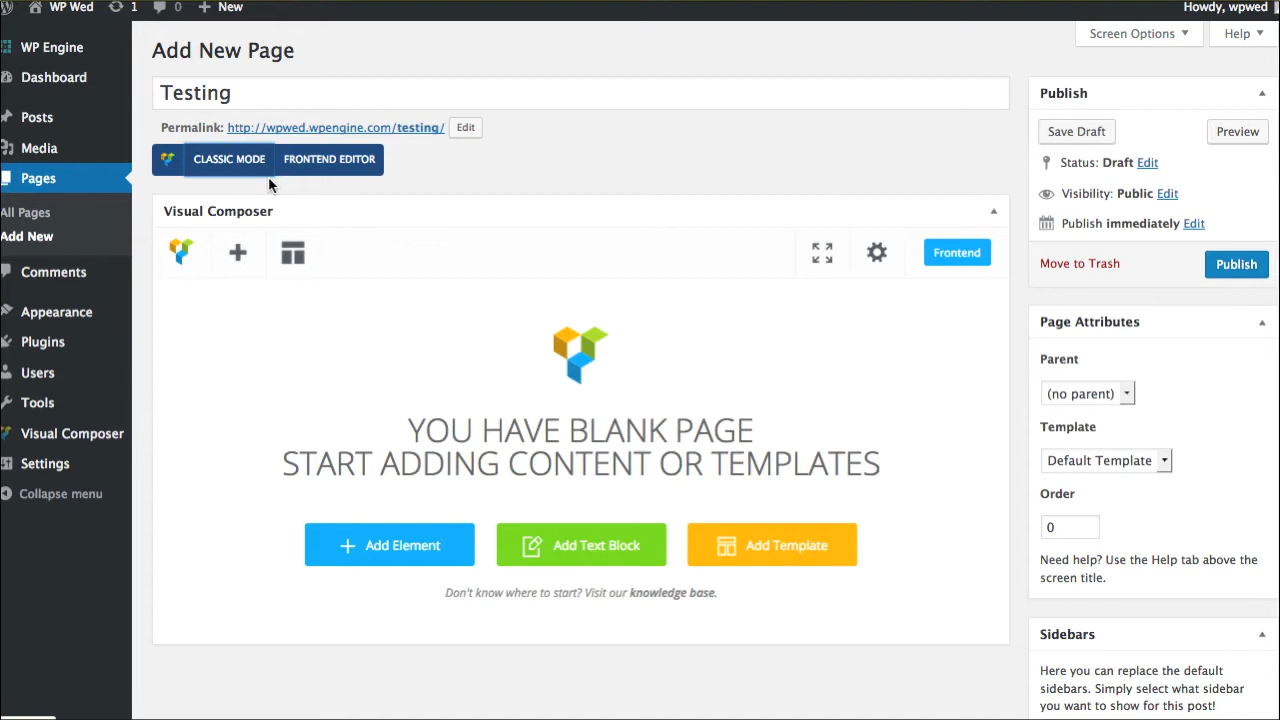 WP Wed 1 0 New Howdy, wpwed
WP Engine
Dashboard
Posts
Media
Pages
All Pages
Add New
Comments
Appearance
Plugins
Users
Tools
Visual Composer
Settings
Collapse menu
Screen Options Help
Add New Page
Testing
Permalink: http://wpwed.wpengine.com/testing/ Edit
CLASSIC MODE FRONTEND EDITOR
Visual Composer
Frontend
YOU HAVE BLANK PAGE
START ADDING CONTENT OR TEMPLATES
Add Element Add Text Block Add Template
Don't know where to start? Visit our knowledge base.
Publish
Save Draft Preview
Status: Draft Edit
Visibility: Public Edit
Publish immediately Edit
Move to Trash Publish
Page Attributes
Parent
(no parent)
Template
Default Template
Order
0
Need help? Use the Help tab above the
screen title.
Sidebars
Here you can replace the default
sidebars. Simply select what sidebar
you want to show for this post!